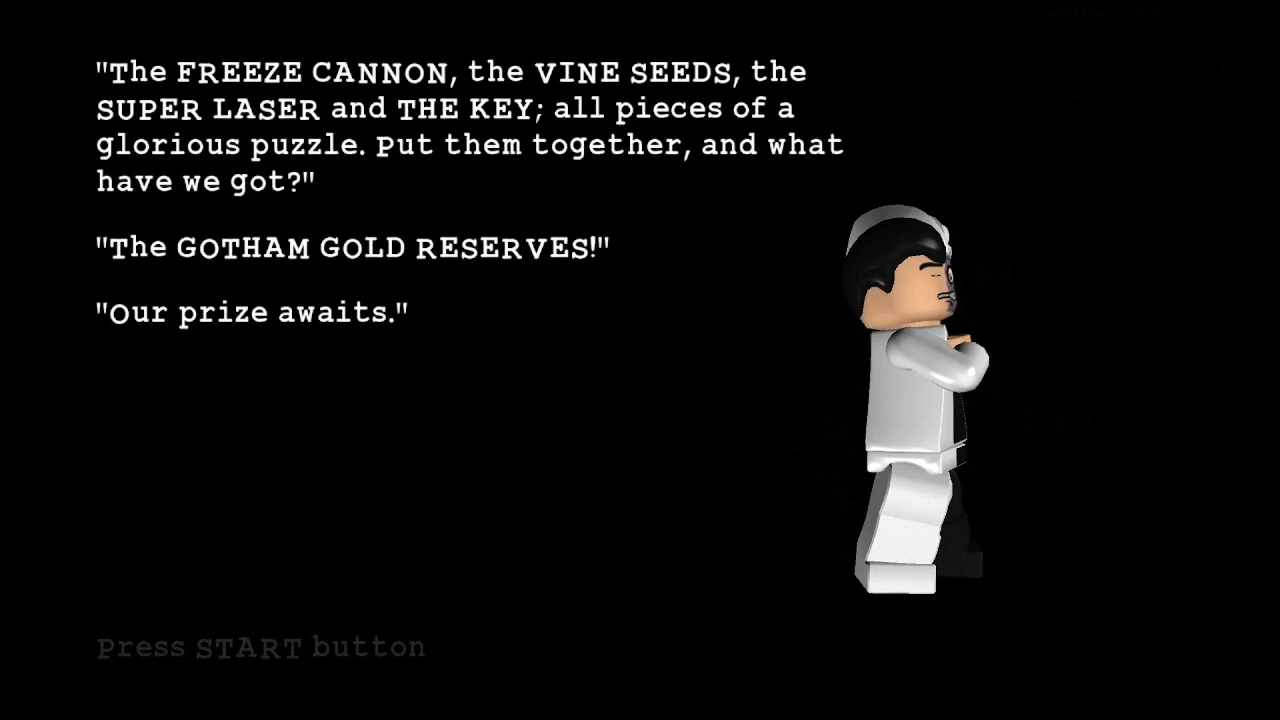 "The FREEZE CANNON, the VINE SEEDS, the
SUPER LASER and THE KEY; all pieces of a
glorious puzzle. Put them together, and what
have we got?"
"The GOTHAM GOLD RESERVES!"
"Our prize awaits."
Press START button